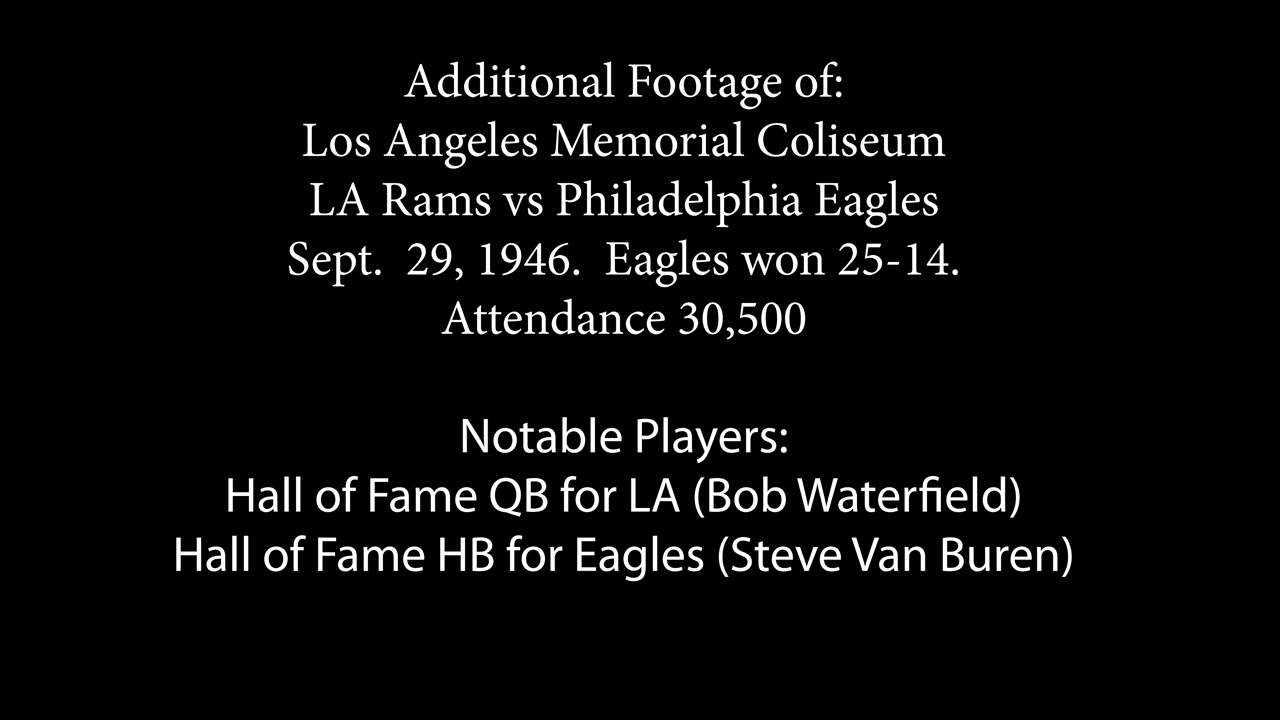 Additional Footage of:
Los Angeles Memorial Coliseum
LA Rams vs Philadelphia Eagles
Sept.  29, 1946.  Eagles won 25-14.
Attendance 30,500
Notable Players:
Hall of Fame QB for LA (Bob Waterfield)
Hall of Fame HB for Eagles (Steve Van Buren)